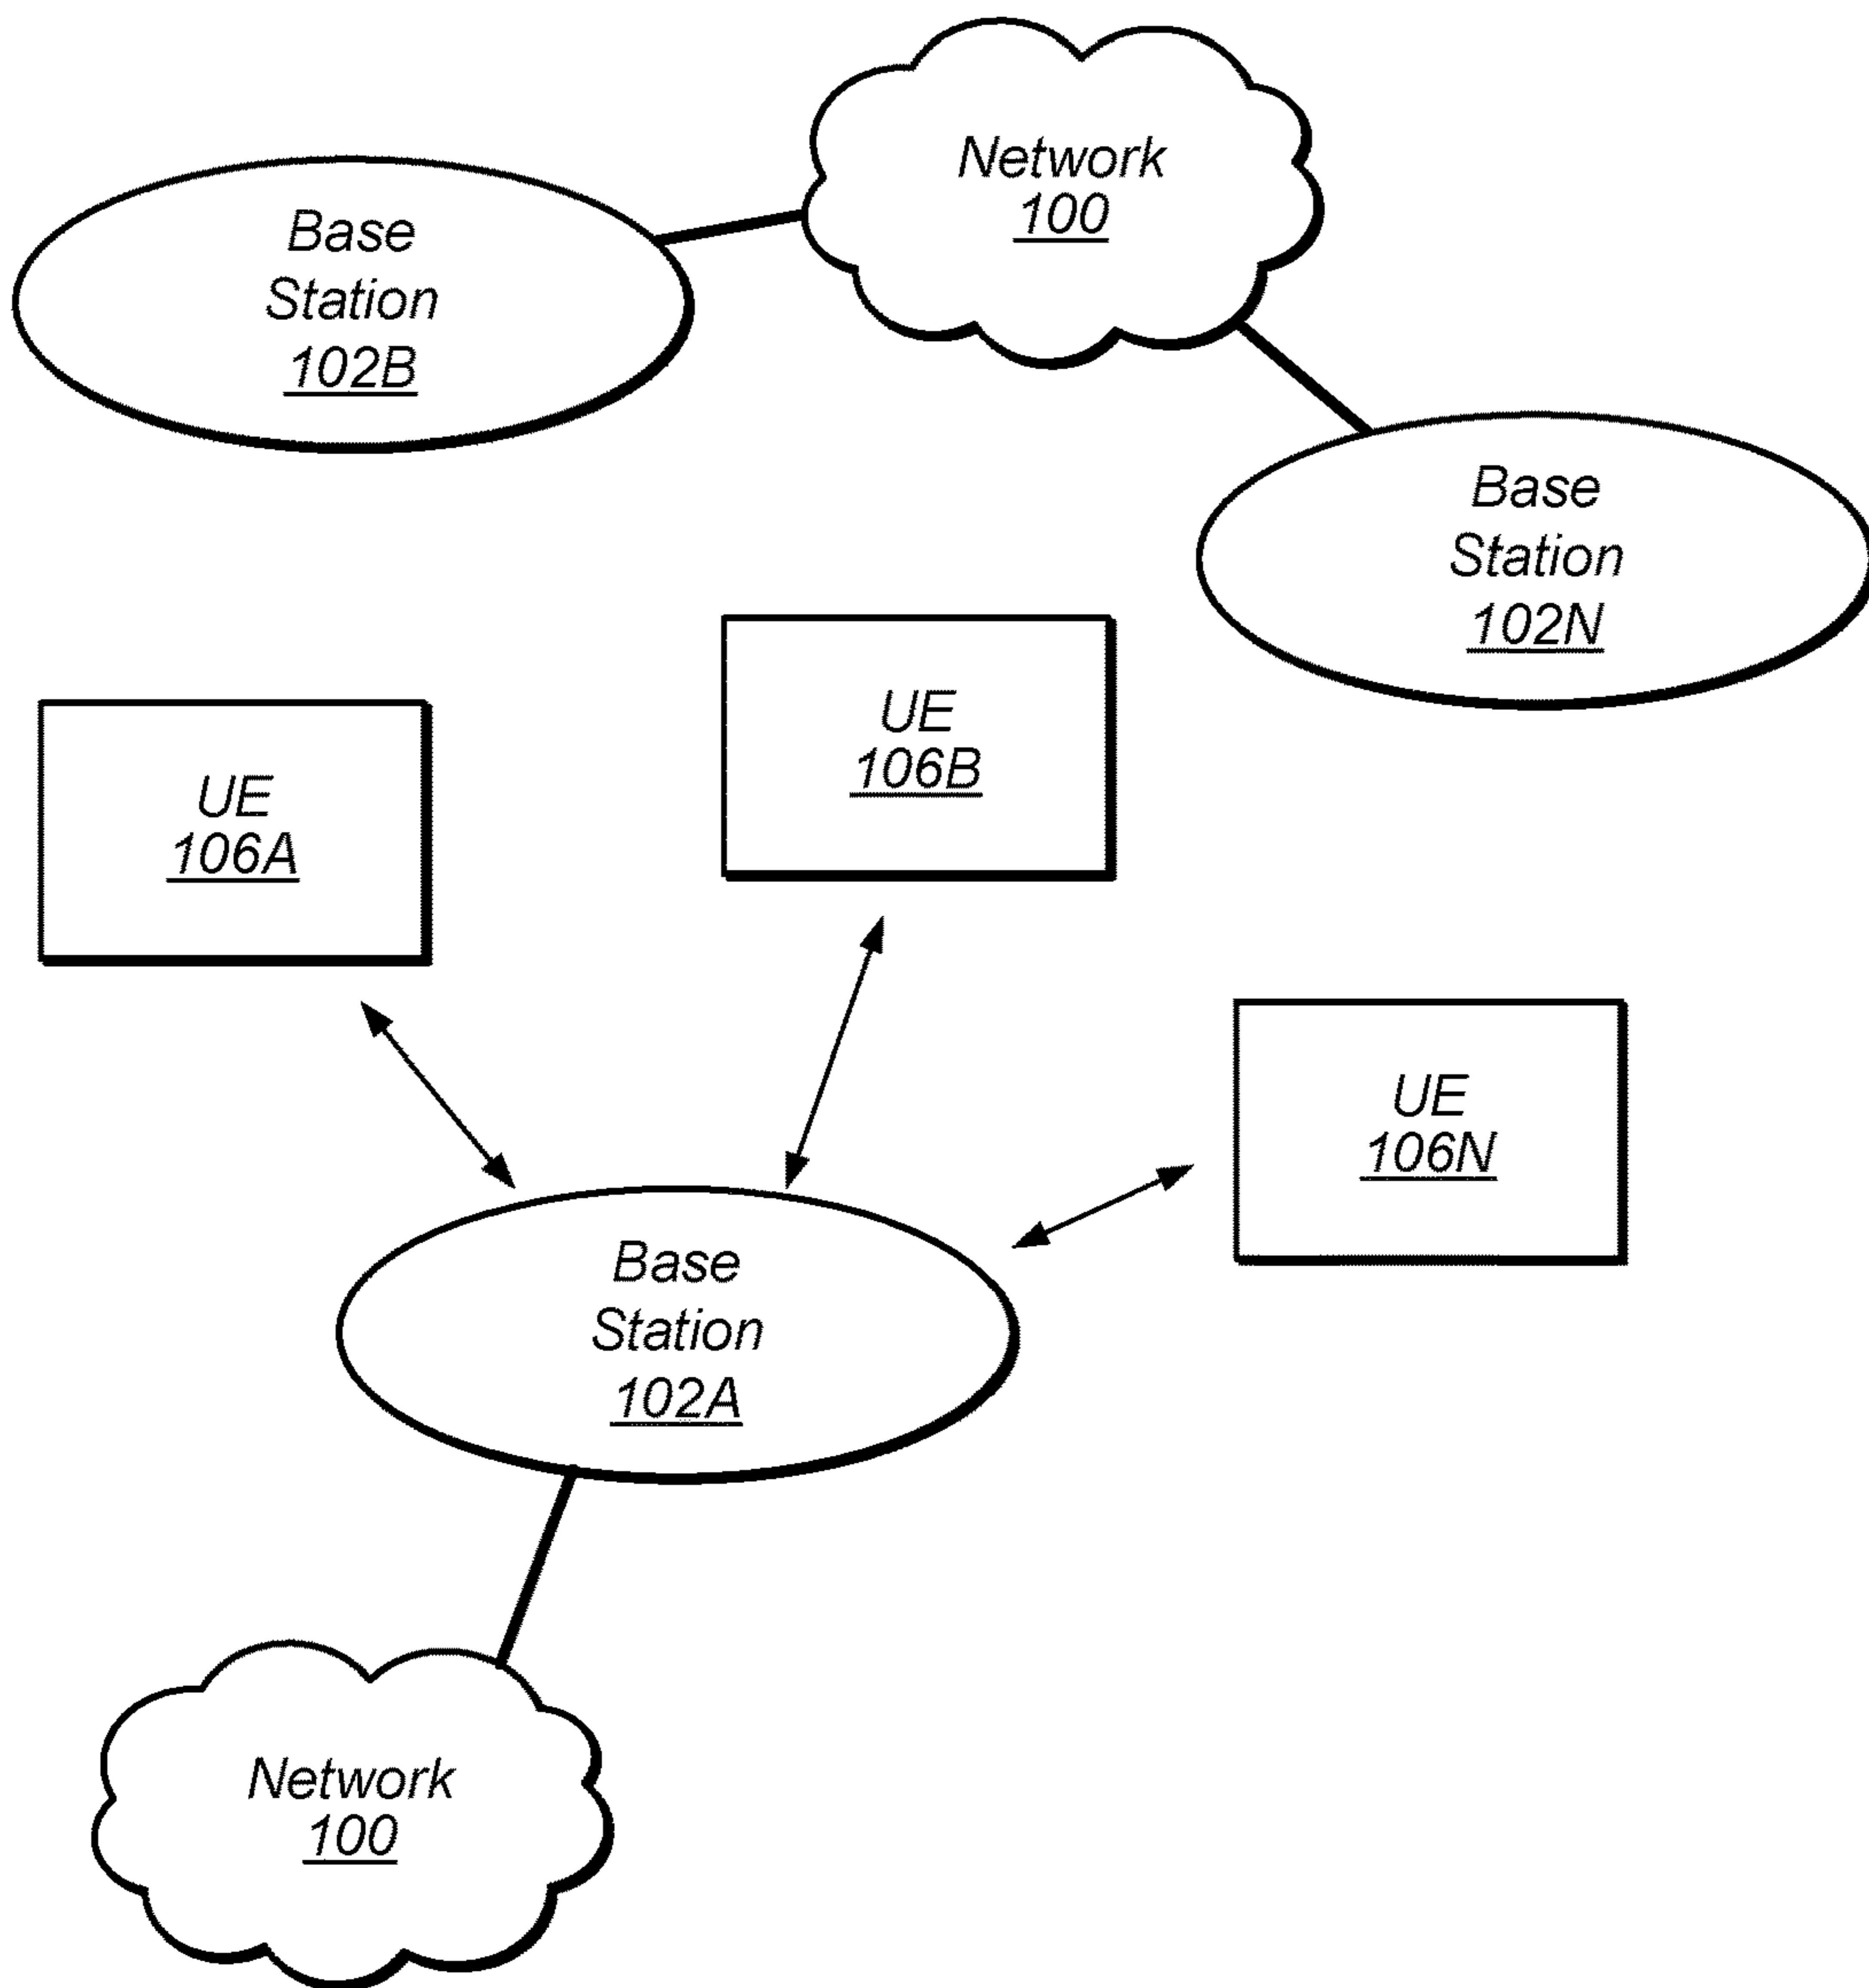 Network
100
Base
Station
102B
Base
Station
102N
UE
106B
UE
106A
UE
106N
Base
Station
102A
Network
100